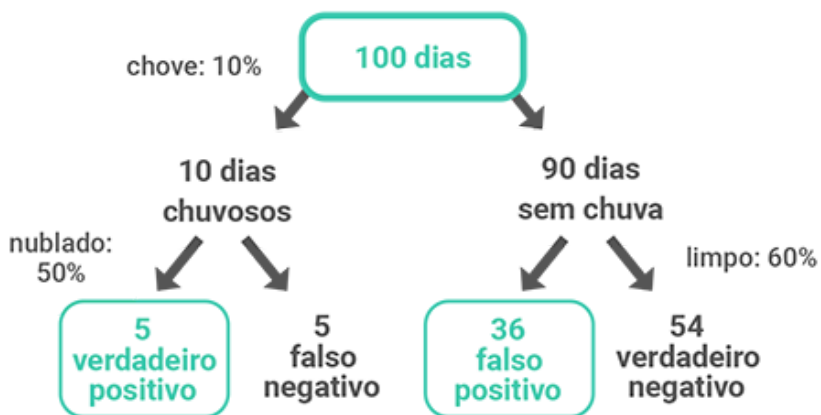 100 dias
chove: 10%
10 dias
chuvosos
90 dias
sem chuva
nublado:
50%
limpo: 60%
5
verdadeiro
positivo
5
falso
negativo
36
falso
positivo
54
verdadeiro
negativo